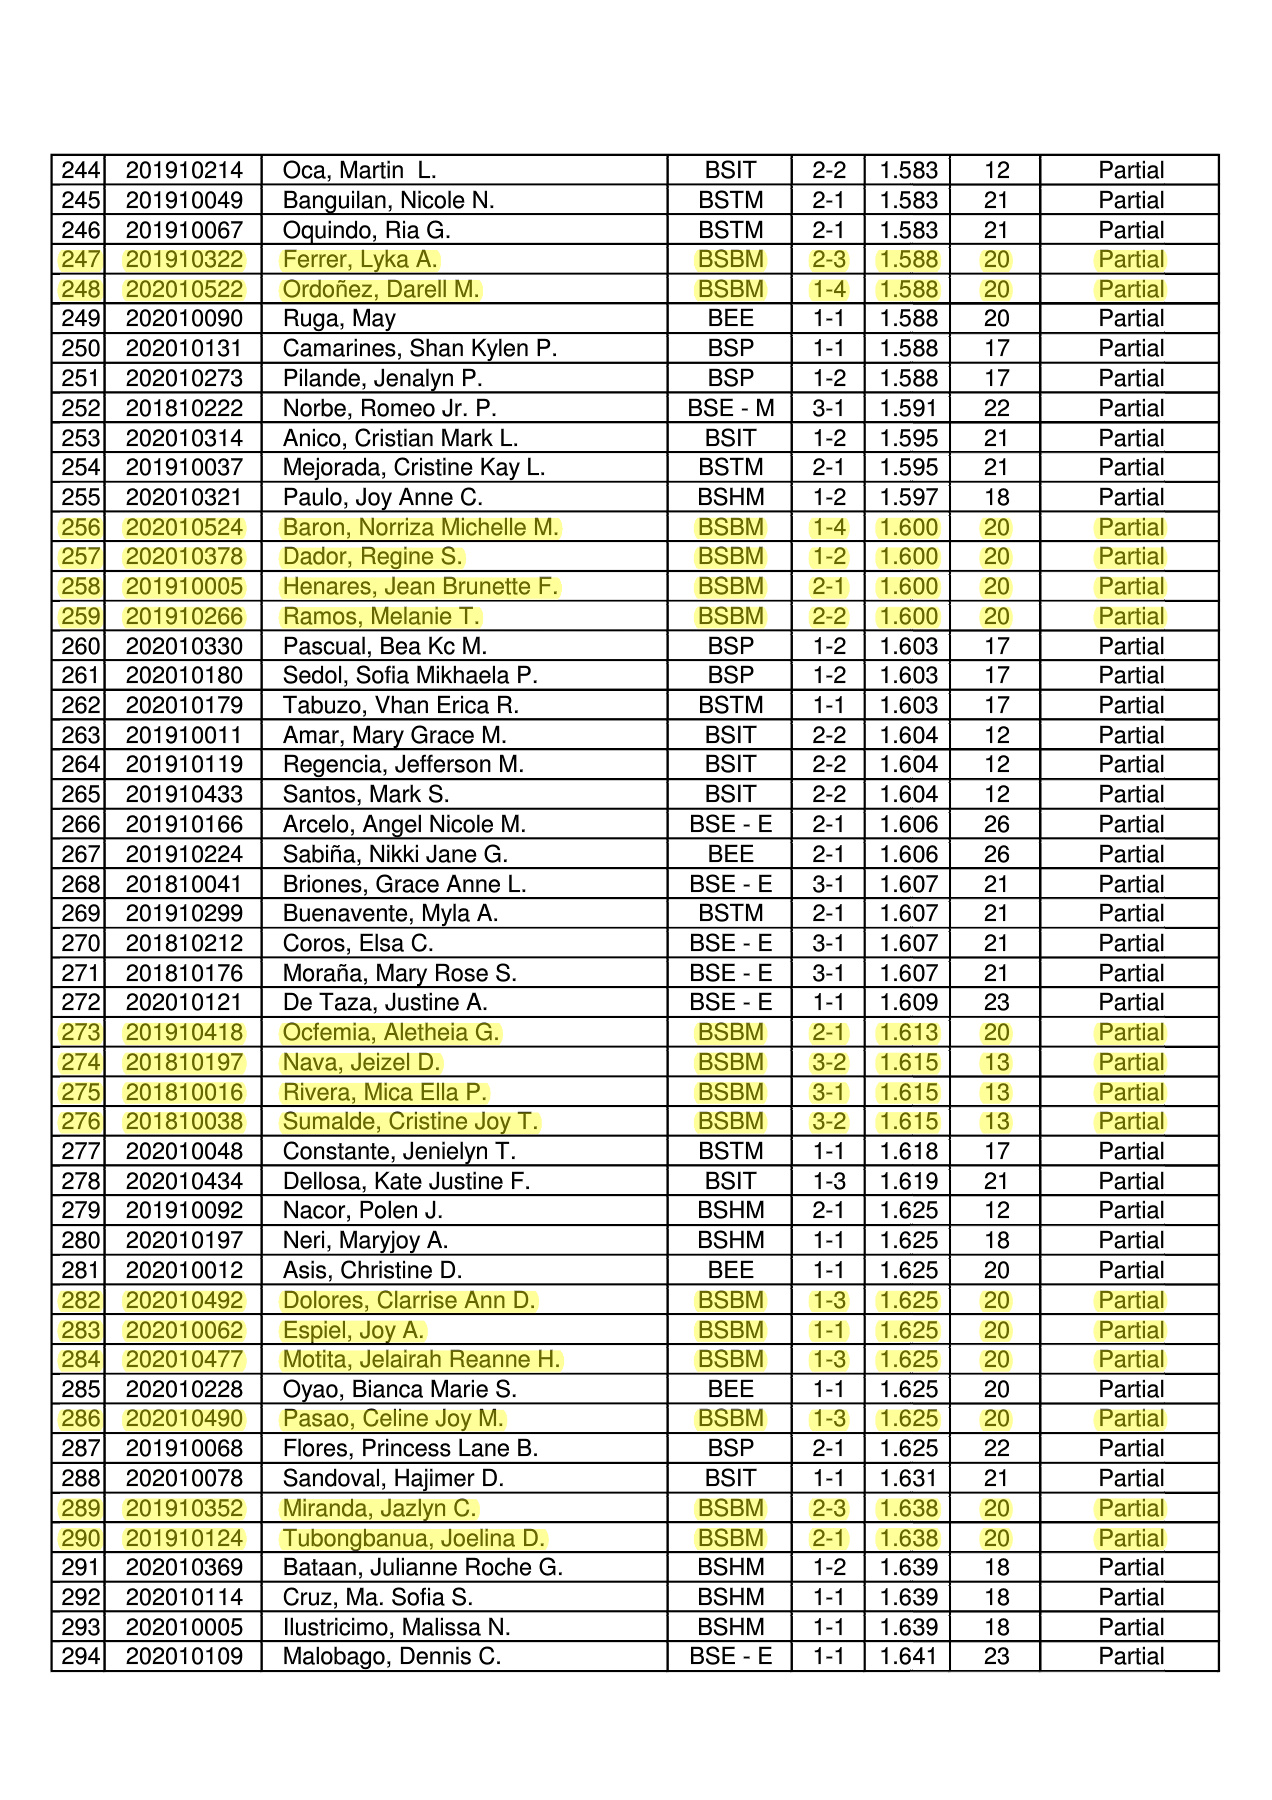 244 201910214 Oca, Martin L. BSIT 2-2 1.583 12 Partial
245 201910049 Banguilan, Nicole N. BSTM 2-1 1.583 21 Partial
246 201910067 Oquindo, Ria G. BSTM 2-1 1.583 21 Partial
247 201910322 Ferrer, Lyka A. BSBM 2-3 1.588 20 Partial
248 202010522 Ordoñez, Darell M. BSBM 1-4 1.588 20 Partial
249 202010090 Ruga, May BEE 1-1 1.588 20 Partial
250 202010131 Camarines, Shan Kylen P. BSP 1-1 1.588 17 Partial
251 202010273 Pilande, Jenalyn P. BSP 1-2 1.588 17 Partial
252 201810222 Norbe, Romeo Jr. P. BSE - M 3-1 1.591 22 Partial
253 202010314 Anico, Cristian Mark L. BSIT 1-2 1.595 21 Partial
254 201910037 Mejorada, Cristine Kay L. BSTM 2-1 1.595 21 Partial
255 202010321 Paulo, Joy Anne C. BSHM 1-2 1.597 18 Partial
256 202010524 Baron, Norriza Michelle M. BSBM 1-4 1.600 20 Partial
257 202010378 Dador, Regine S. BSBM 1-2 1.600 20 Partial
258 201910005 Henares, Jean Brunette F. BSBM 2-1 1.600 20 Partial
259 201910266 Ramos, Melanie T. BSBM 2-2 1.600 20 Partial
260 202010330 Pascual, Bea Kc M. BSP 1-2 1.603 17 Partial
261 202010180 Sedol, Sofia Mikhaela P. BSP 1-2 1.603 17 Partial
262 202010179 Tabuzo, Vhan Erica R. BSTM 1-1 1.603 17 Partial
263 201910011 Amar, Mary Grace M. BSIT 2-2 1.604 12 Partial
264 201910119 Regencia, Jefferson M. BSIT 2-2 1.604 12 Partial
265 201910433 Santos, Mark S. BSIT 2-2 1.604 12 Partial
266 201910166 Arcelo, Angel Nicole M. BSE - E 2-1 1.606 26 Partial
267 201910224 Sabiña, Nikki Jane G. BEE 2-1 1.606 26 Partial
268 201810041 Briones, Grace Anne L. BSE - E 3-1 1.607 21 Partial
269 201910299 Buenavente, Myla A. BSTM 2-1 1.607 21 Partial
270 201810212 Coros, Elsa C. BSE - E 3-1 1.607 21 Partial
271 201810176 Moraña, Mary Rose S. BSE - E 3-1 1.607 21 Partial
272 202010121 De Taza, Justine A. BSE - E 1-1 1.609 23 Partial
273 201910418 Ocfemia, Aletheia G. BSBM 2-1 1.613 20 Partial
274 201810197 Nava, Jeizel D. BSBM 3-2 1.615 13 Partial
275 201810016 Rivera, Mica Ella P. BSBM 3-1 1.615 13 Partial
276 201810038 Sumalde, Cristine Joy T. BSBM 3-2 1.615 13 Partial
277 202010048 Constante, Jenielyn T. BSTM 1-1 1.618 17 Partial
278 202010434 Dellosa, Kate Justine F. BSIT 1-3 1.619 21 Partial
279 201910092 Nacor, Polen J. BSHM 2-1 1.625 12 Partial
280 202010197 Neri, Maryjoy A. BSHM 1-1 1.625 18 Partial
281 202010012 Asis, Christine D. BEE 1-1 1.625 20 Partial
282 202010492 Dolores, Clarrise Ann D. BSBM 1-3 1.625 20 Partial
283 202010062 Espiel, Joy A. BSBM 1-1 1.625 20 Partial
284 202010477 Motita, Jelairah Reanne H. BSBM 1-3 1.625 20 Partial
285 202010228 Oyao, Bianca Marie S. BEE 1-1 1.625 20 Partial
286 202010490 Pasao, Celine Joy M. BSBM 1-3 1.625 20 Partial
287 201910068 Flores, Princess Lane B. BSP 2-1 1.625 22 Partial
288 202010078 Sandoval, Hajimer D. BSIT 1-1 1.631 21 Partial
289 201910352 Miranda, Jazlyn C. BSBM 2-3 1.638 20 Partial
290 201910124 Tubongbanua, Joelina D. BSBM 2-1 1.638 20 Partial
291 202010369 Bataan, Julianne Roche G. BSHM 1-2 1.639 18 Partial
292 202010114 Cruz, Ma. Sofia S. BSHM 1-1 1.639 18 Partial
293 202010005 Ilustricimo, Malissa N. BSHM 1-1 1.639 18 Partial
294 202010109 Malobago, Dennis C. BSE - E 1-1 1.641 23 Partial